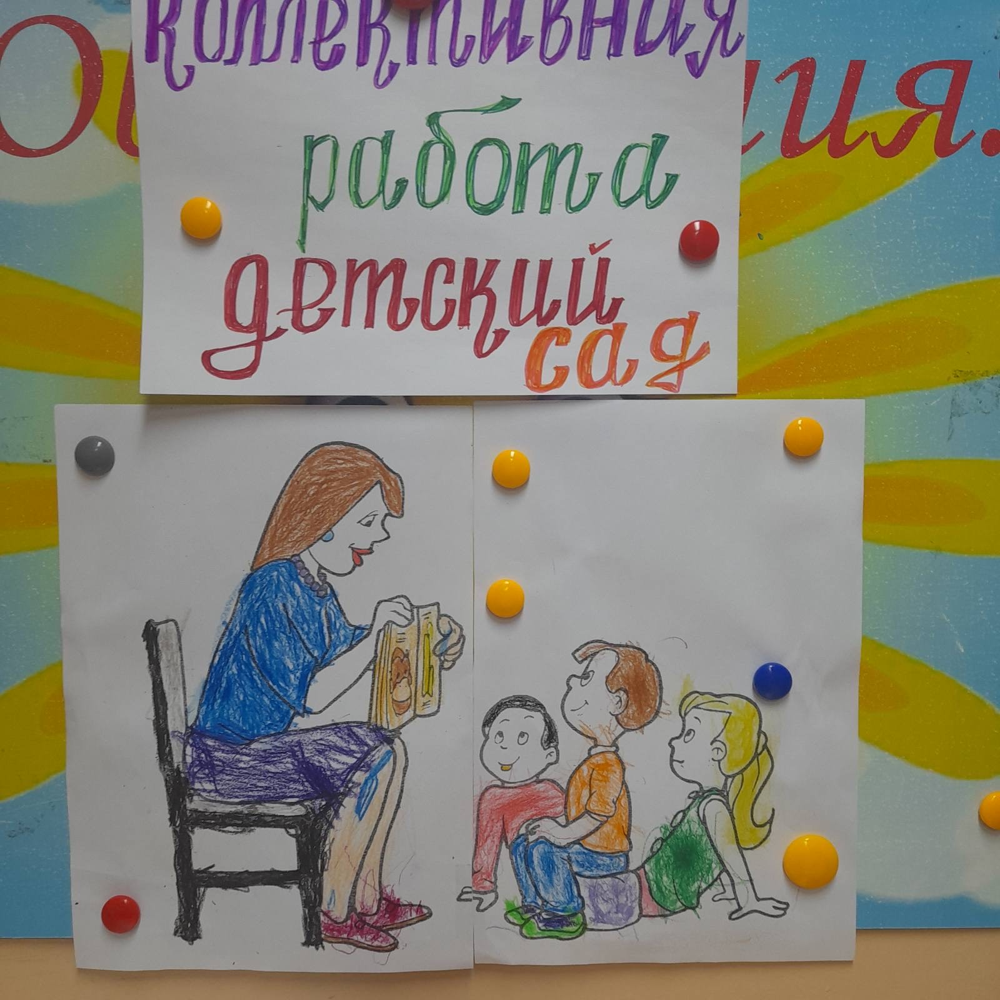 коллективная
работа
детский
сад